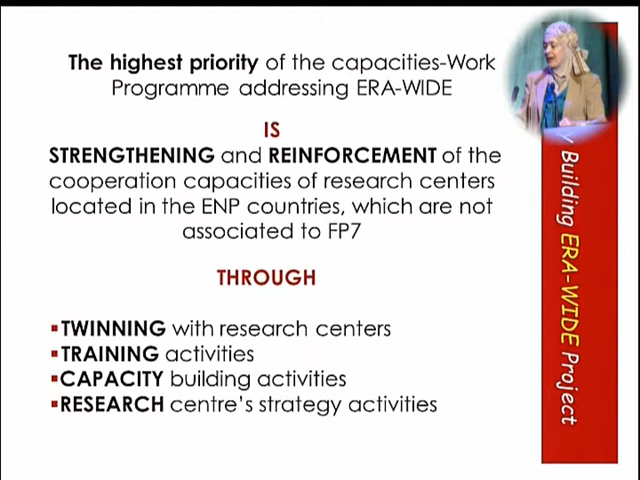 The highest priority of the capacities-Work
Programme addressing ERA-WIDE
IS
STRENGTHENING and REINFORCEMENT of the
cooperation capacities of research centers
located in the ENP countries, which are not
associated to FP7
THROUGH
▪TWINNING with research centers
▪TRAINING activities
▪CAPACITY building activities
▪RESEARCH centre's strategy activities
Building ERA-WIDE Project